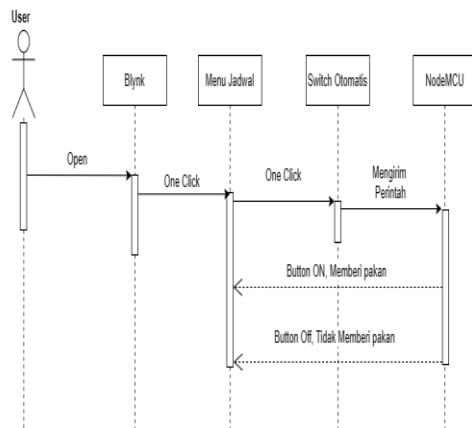 User
Blynk
Menu Jadwal
Switch Otomatis
NodeMCU
Open
One Click
One Click
Mengirim
Perintah
Button ON, Memberi pakan
Button Off, Tidak Memberi pakan